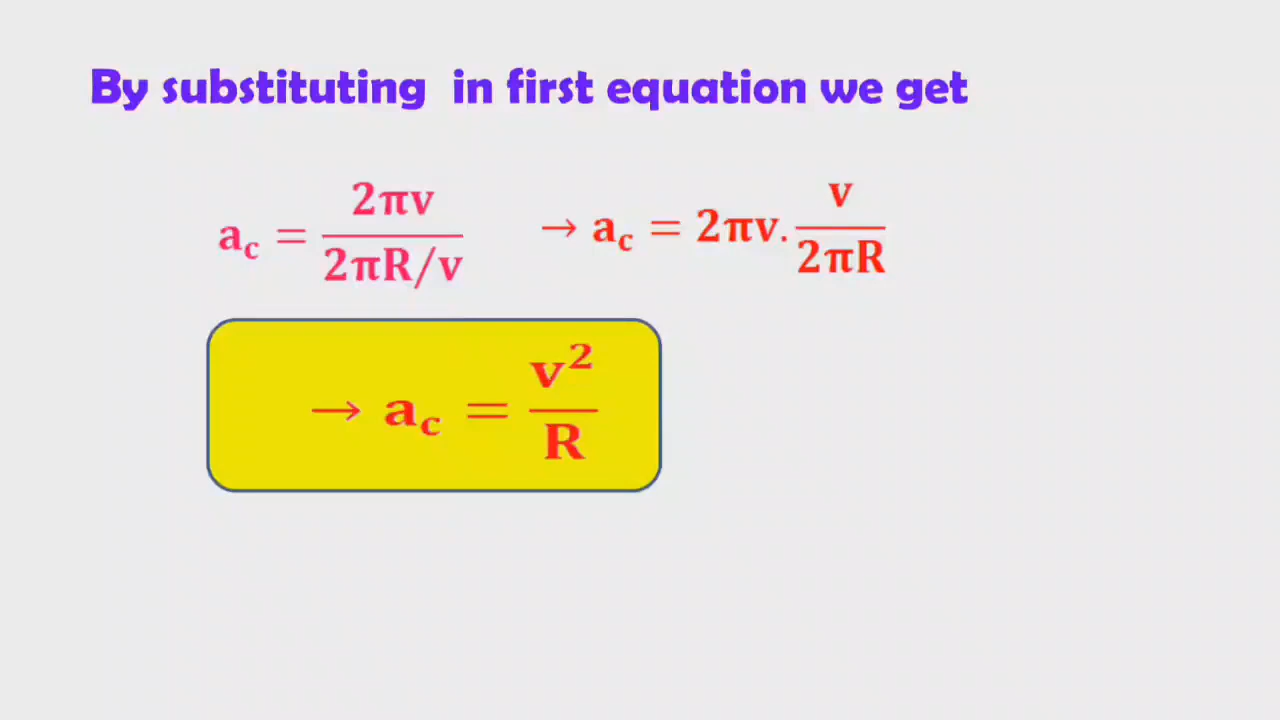 By substituting in first equation we get
a_c = 2πv / 2πR/v → a_c = 2πv. v / 2πR
→ a_c = v² / R